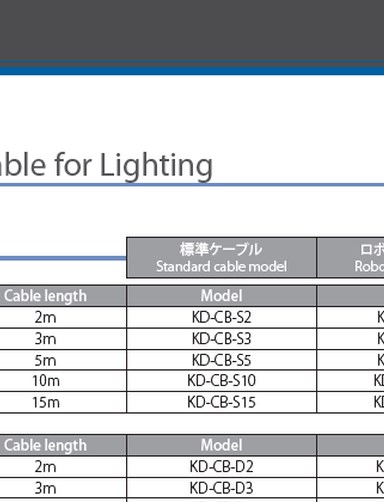 able for Lighting
標準ケーブル ロボ
Standard cable model Robo
Cable length Model
2m KD-CB-S2 K
3m KD-CB-S3 K
5m KD-CB-S5 K
10m KD-CB-S10 KD
15m KD-CB-S15 KD
Cable length Model
2m KD-CB-D2 K
3m KD-CB-D3 K